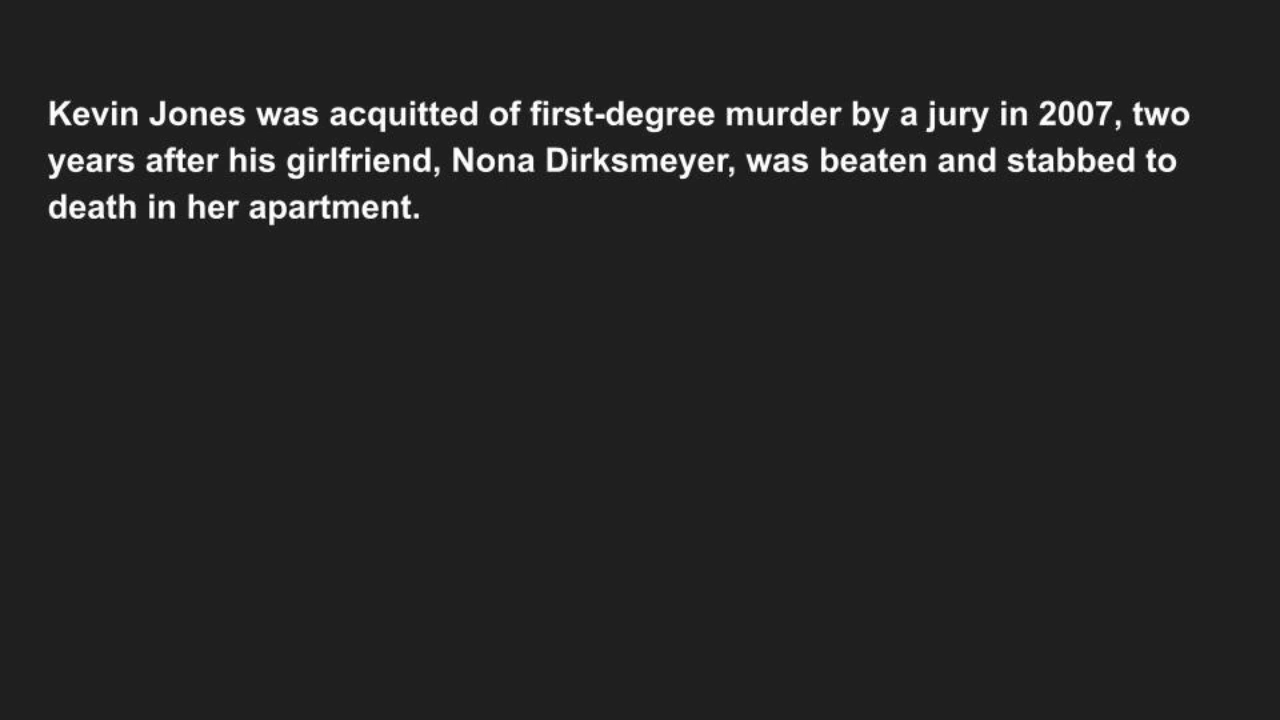 Kevin Jones was acquitted of first-degree murder by a jury in 2007, two
years after his girlfriend, Nona Dirksmeyer, was beaten and stabbed to
death in her apartment.